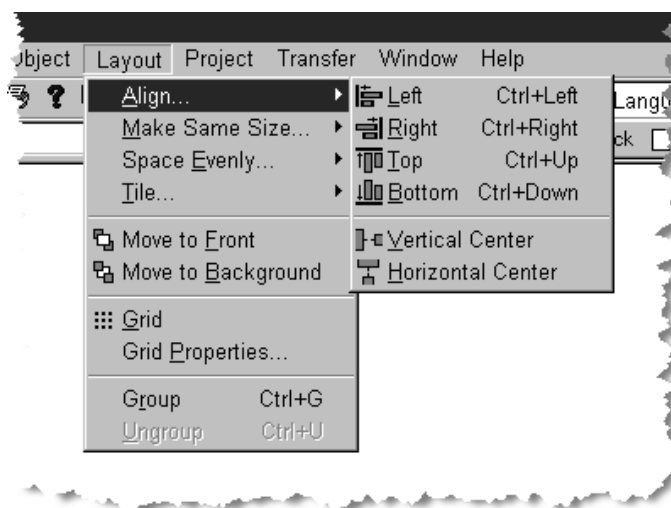 Object Layout Project Transfer Window Help
Align...
Make Same Size...
Space Evenly...
Tile...
Move to Front
Move to Background
Grid
Grid Properties...
Group Ctrl+G
Ungroup Ctrl+U
Left Ctrl+Left
Right Ctrl+Right
Top Ctrl+Up
Bottom Ctrl+Down
Vertical Center
Horizontal Center